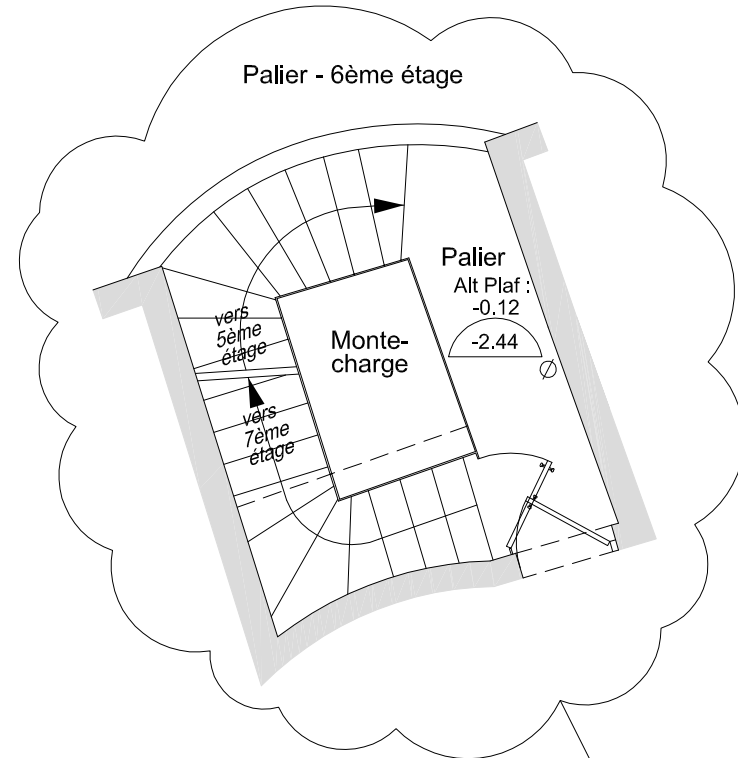 Palier - 6ème étage
Palier
Alt Plaf :
-0.12
-2.44
Monte-
charge
vers
5ème
étage
vers
7ème
étage